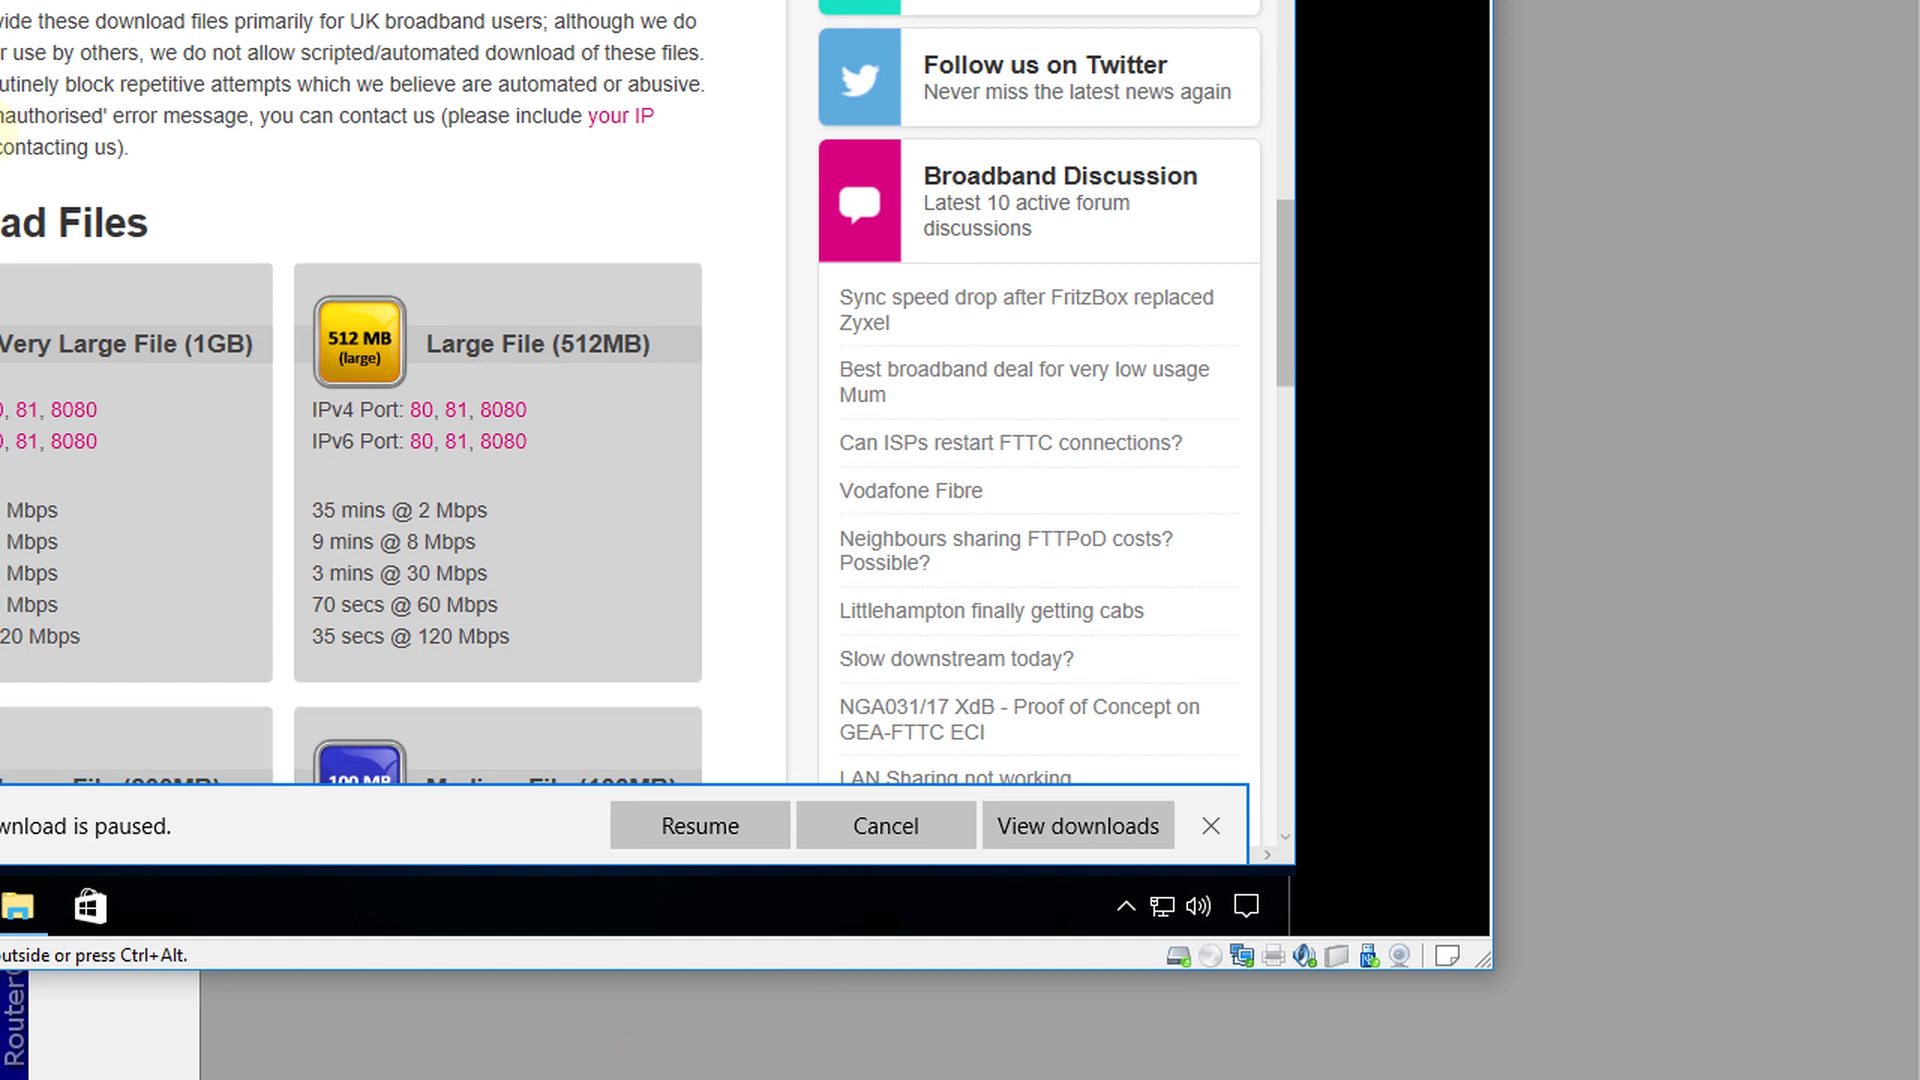 vide these download files primarily for UK broadband users; although we do
r use by others, we do not allow scripted/automated download of these files.
utinely block repetitive attempts which we believe are automated or abusive.
nauthorised' error message, you can contact us (please include your IP
contacting us).
ad Files
Very Large File (1GB)
0, 81, 8080
0, 81, 8080
Mbps
Mbps
Mbps
Mbps
20 Mbps
512 MB
(large)
Large File (512MB)
IPv4 Port: 80, 81, 8080
IPv6 Port: 80, 81, 8080
35 mins @ 2 Mbps
9 mins @ 8 Mbps
3 mins @ 30 Mbps
70 secs @ 60 Mbps
35 secs @ 120 Mbps
100 MB
Medium File (100MB)
Follow us on Twitter
Never miss the latest news again
Broadband Discussion
Latest 10 active forum
discussions
Sync speed drop after FritzBox replaced
Zyxel
Best broadband deal for very low usage
Mum
Can ISPs restart FTTC connections?
Vodafone Fibre
Neighbours sharing FTTPoD costs?
Possible?
Littlehampton finally getting cabs
Slow downstream today?
NGA031/17 XdB - Proof of Concept on
GEA-FTTC ECI
LAN Sharing not working
wnload is paused.
Resume
Cancel
View downloads
utside or press Ctrl+Alt.
Router